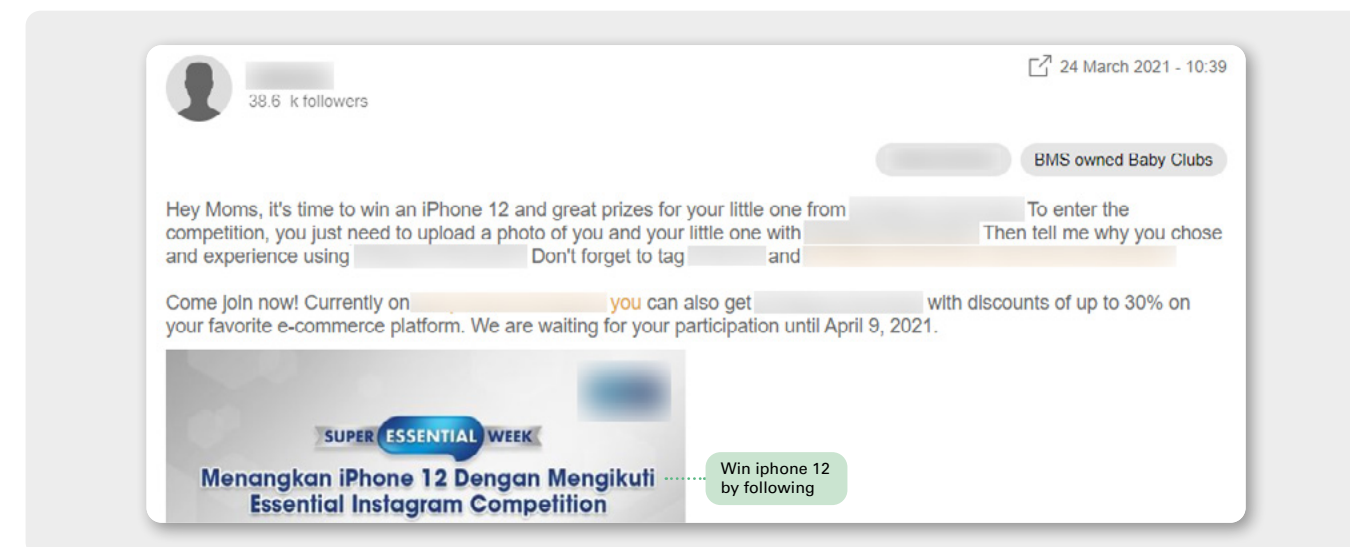 24 March 2021 - 10:39
38.6 k followers
BMS owned Baby Clubs
Hey Moms, it's time to win an iPhone 12 and great prizes for your little one from To enter the
competition, you just need to upload a photo of you and your little one with Then tell me why you chose
and experience using Don't forget to tag and
Come join now! Currently on you can also get with discounts of up to 30% on
your favorite e-commerce platform. We are waiting for your participation until April 9, 2021.
SUPER ESSENTIAL WEEK
Menangkan iPhone 12 Dengan Mengikuti
Essential Instagram Competition
Win iphone 12
by following